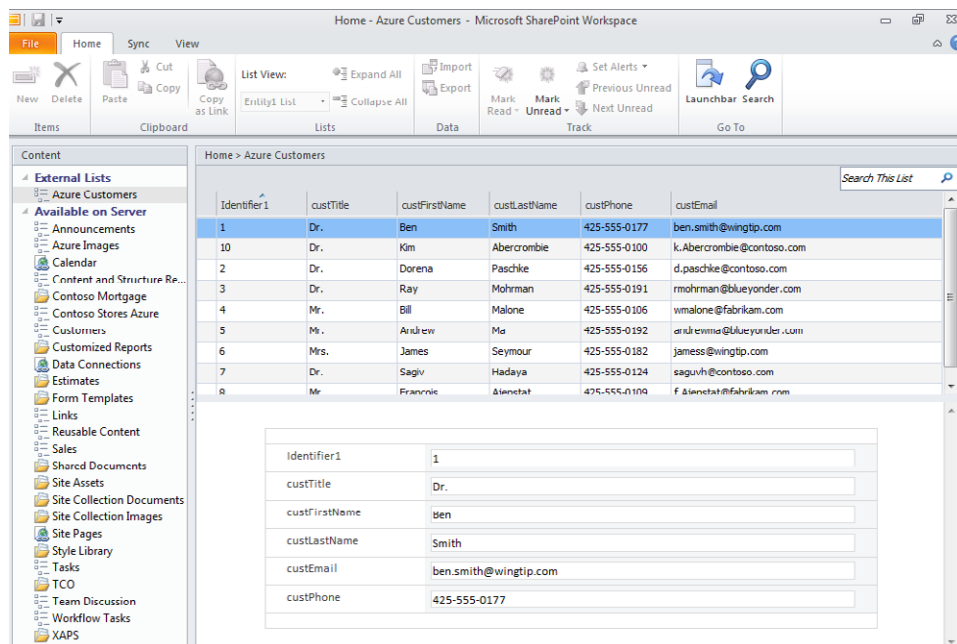 Home - Azure Customers - Microsoft SharePoint Workspace
File Home Sync View
New Delete Paste Cut Copy Copy as Link List View: Entity1 List Expand All Collapse All Import Export Mark Read Mark Unread Set Alerts Previous Unread Next Unread Launchbar Search
Items Clipboard Lists Data Track Go To
Content
External Lists
Azure Customers
Available on Server
Announcements
Azure Images
Calendar
Content and Structure Re...
Contoso Mortgage
Contoso Stores Azure
Customers
Customized Reports
Data Connections
Estimates
Form Templates
Links
Reusable Content
Sales
Shared Documents
Site Assets
Site Collection Documents
Site Collection Images
Site Pages
Style Library
Tasks
TCO
Team Discussion
Workflow Tasks
XAPS
Home > Azure Customers
Search This List
Identifier1 custTitle custFirstName custLastName custPhone custEmail
1 Dr. Ben Smith 425-555-0177 ben.smith@wingtip.com
10 Dr. Kim Abercrombie 425-555-0100 k.Abercrombie@contoso.com
2 Dr. Dorena Paschke 425-555-0156 d.paschke@contoso.com
3 Dr. Ray Mohrman 425-555-0191 rmohrman@blueyonder.com
4 Mr. Bill Malone 425-555-0106 wmalone@fabrikam.com
5 Mr. Andrew Ma 425-555-0192 andrewma@blueyonder.com
6 Mrs. James Seymour 425-555-0182 jamess@wingtip.com
7 Dr. Sagiv Hadaya 425-555-0124 saguvh@contoso.com
8 Mr. Francois Ajenstat 425-555-0109 f.Ajenstat@fabrikam.com
Identifier1 1
custTitle Dr.
custFirstName Ben
custLastName Smith
custEmail ben.smith@wingtip.com
custPhone 425-555-0177